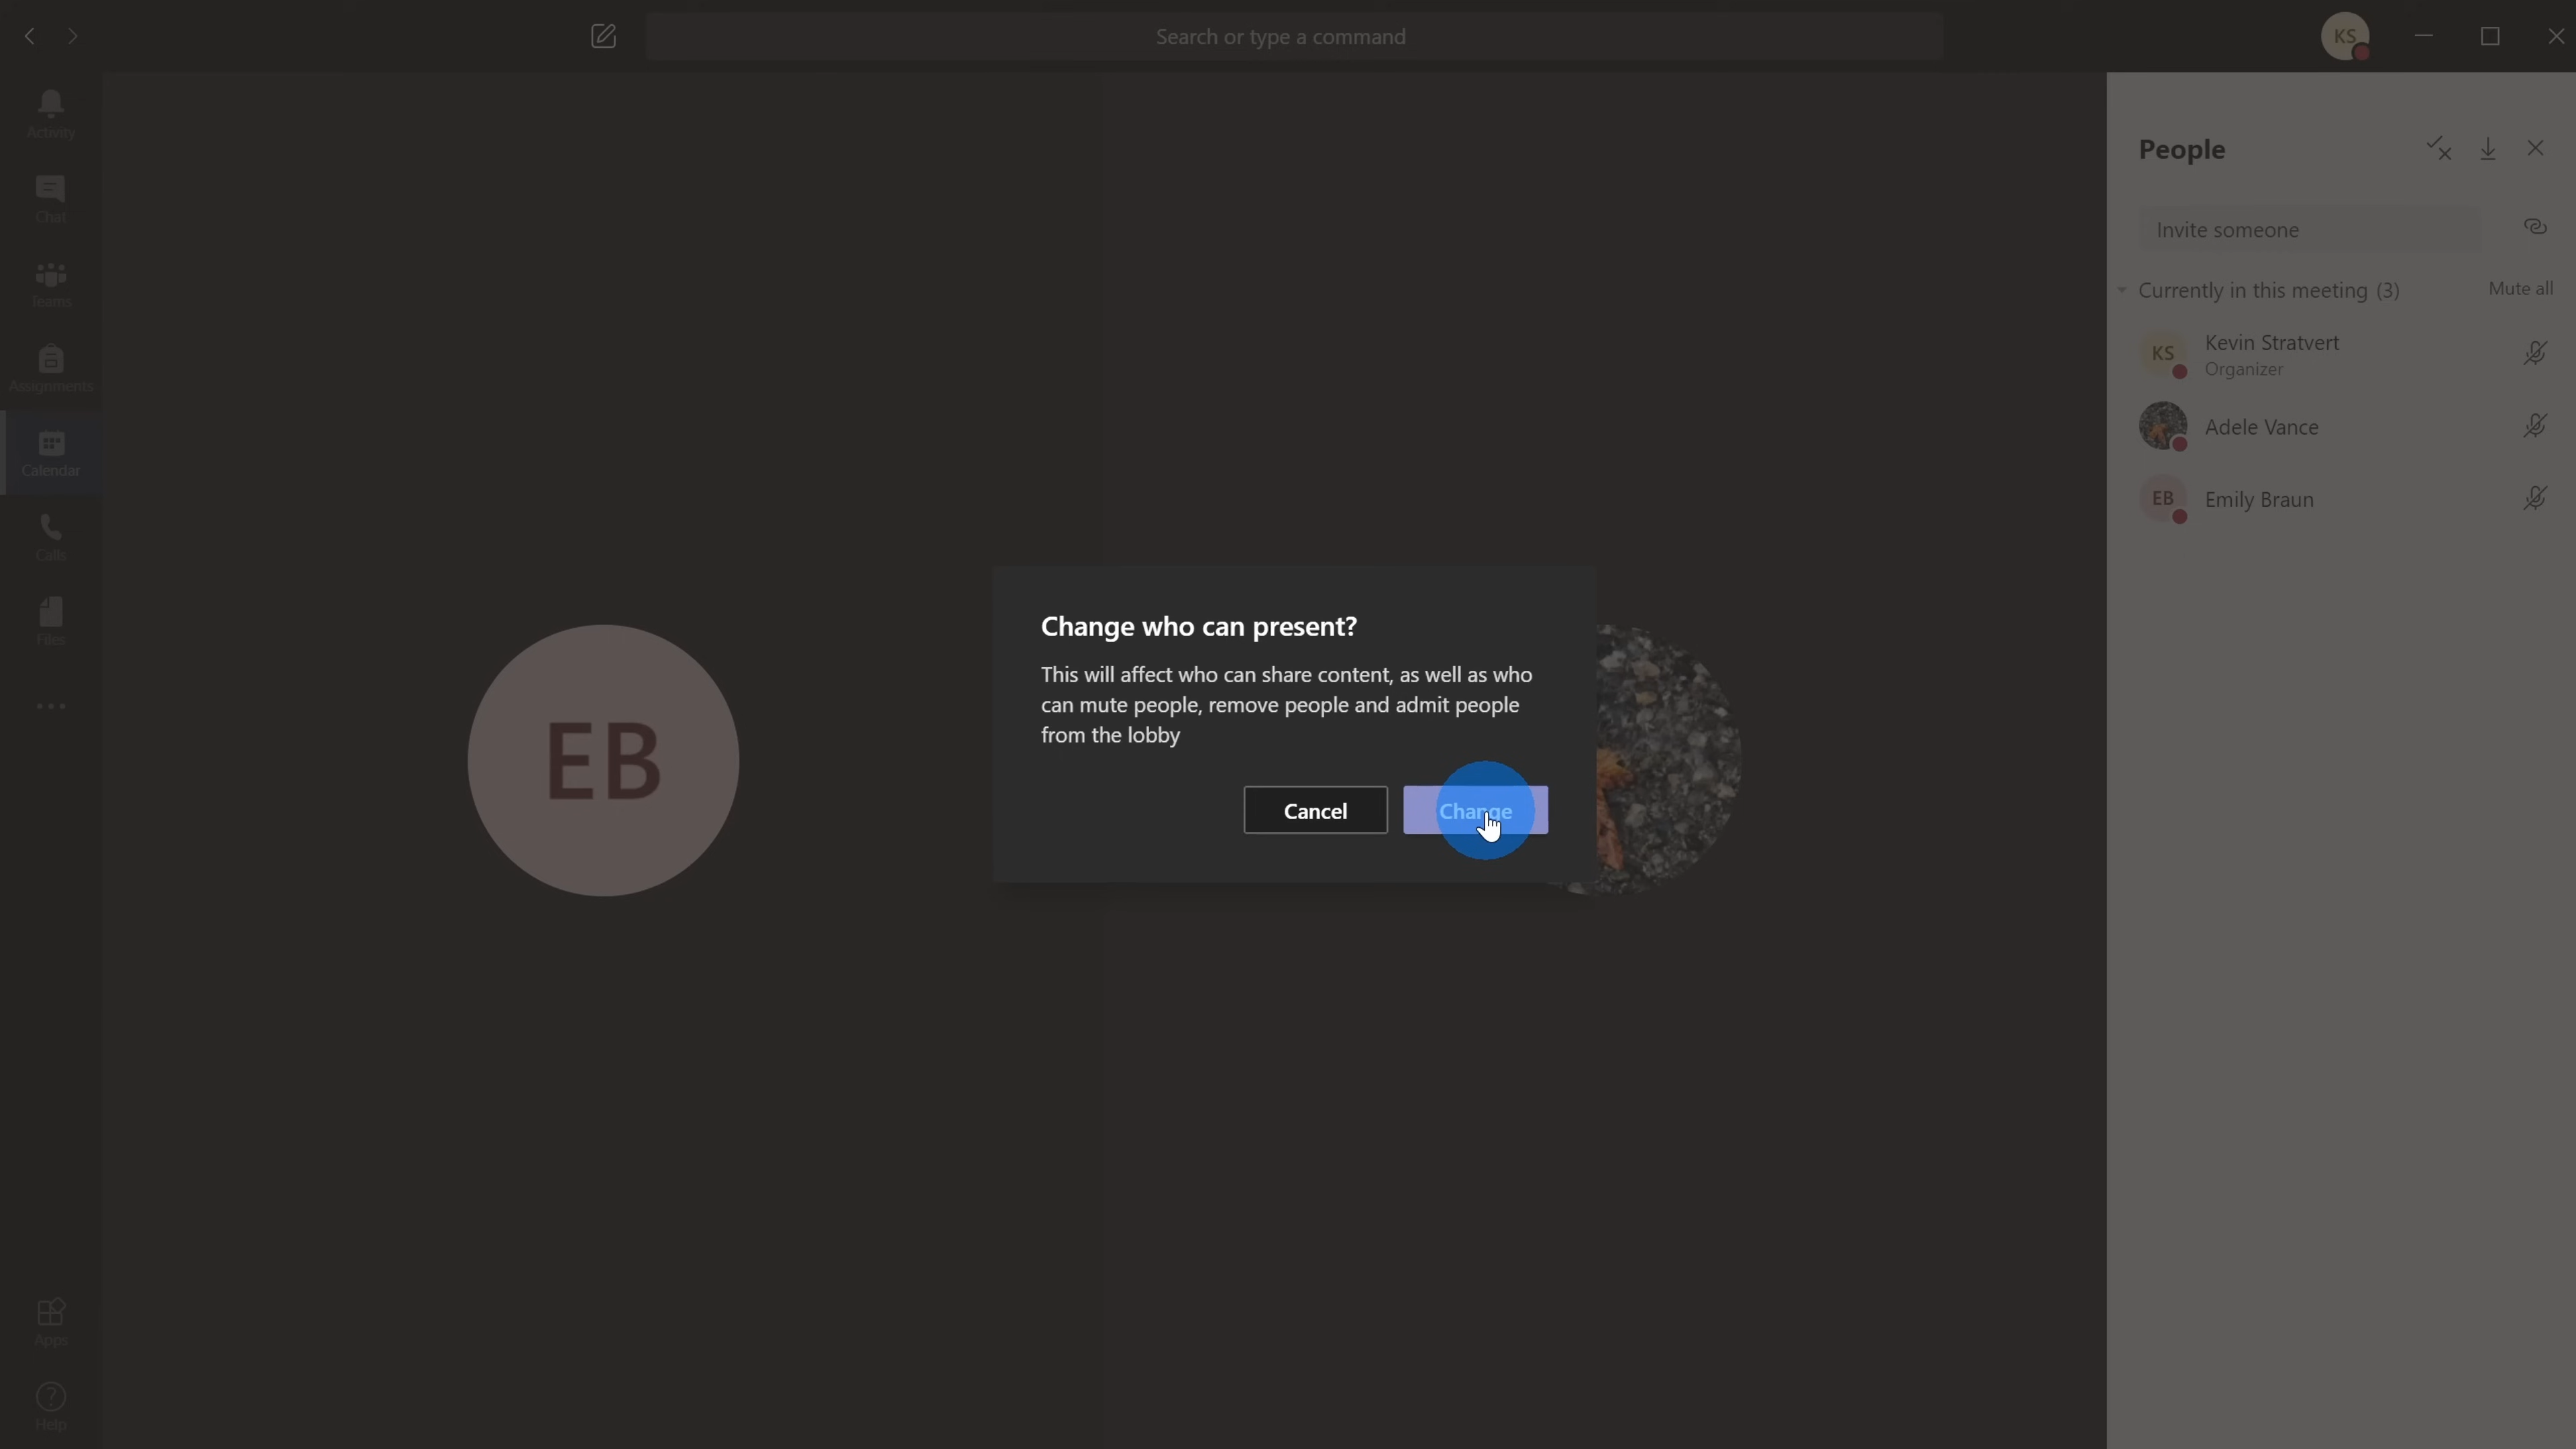 Search or type a command
KS
Activity
Chat
Teams
Assignments
Calendar
Calls
Files
Apps
Help
EB
Change who can present?
This will affect who can share content, as well as who
can mute people, remove people and admit people
from the lobby
Cancel
Change
People
Invite someone
Currently in this meeting (3)
Mute all
KS
Kevin Stratvert
Organizer
Adele Vance
EB
Emily Braun